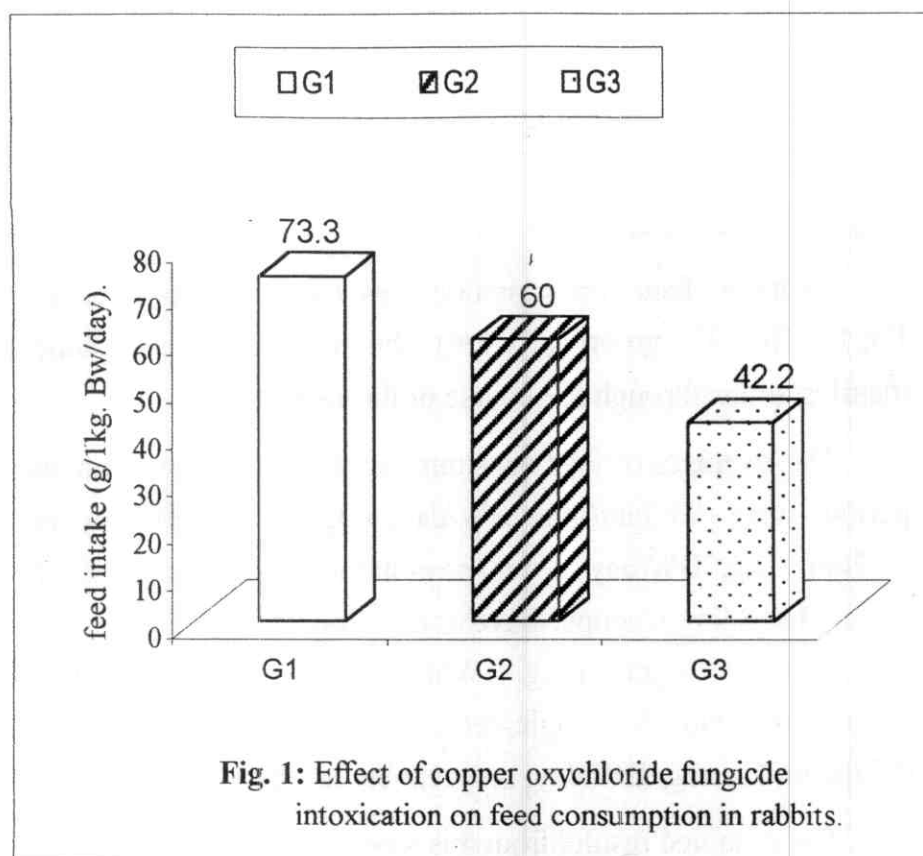 G1 G2 G3
73.3
60
42.2
feed intake (g/1kg. Bw/day).
80
70
60
50
40
30
20
10
0
G1 G2 G3
Fig. 1: Effect of copper oxychloride fungicde
intoxication on feed consumption in rabbits.